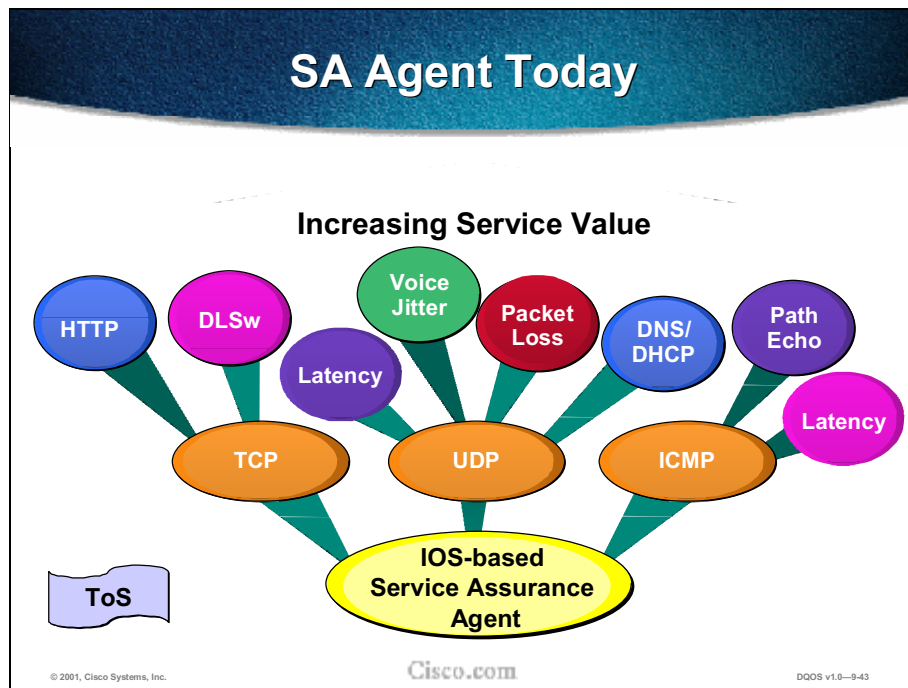 SA Agent Today
Increasing Service Value
HTTP
DLSw
Latency
Voice
Jitter
Packet
Loss
DNS/
DHCP
Path
Echo
Latency
TCP
UDP
ICMP
IOS-based
Service Assurance
Agent
ToS
© 2001, Cisco Systems, Inc.
Cisco.com
DQOS v1.0—9-43